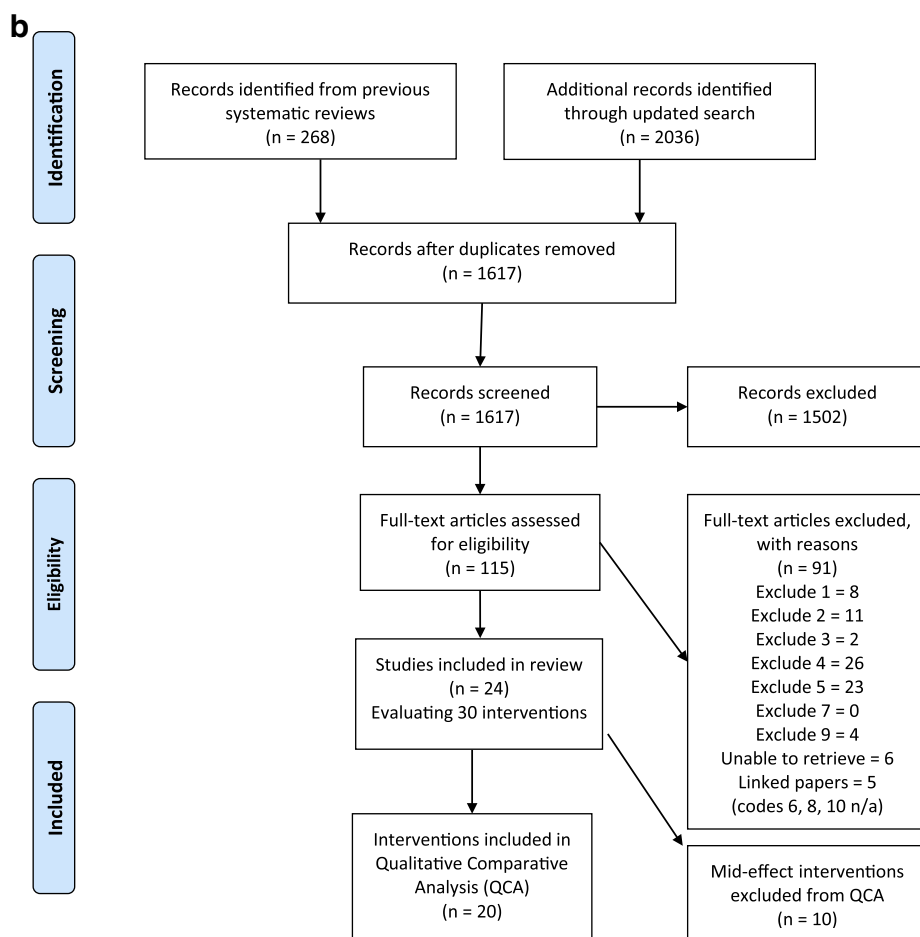 b
Identification
Records identified from previous
systematic reviews
(n = 268)
Additional records identified
through updated search
(n = 2036)
Records after duplicates removed
(n = 1617)
Screening
Records screened
(n = 1617)
Records excluded
(n = 1502)
Eligibility
Full-text articles assessed
for eligibility
(n = 115)
Full-text articles excluded,
with reasons
(n = 91)
Exclude 1 = 8
Exclude 2 = 11
Exclude 3 = 2
Exclude 4 = 26
Exclude 5 = 23
Exclude 7 = 0
Exclude 9 = 4
Unable to retrieve = 6
Linked papers = 5
(codes 6, 8, 10 n/a)
Studies included in review
(n = 24)
Evaluating 30 interventions
Included
Interventions included in
Qualitative Comparative
Analysis (QCA)
(n = 20)
Mid-effect interventions
excluded from QCA
(n = 10)